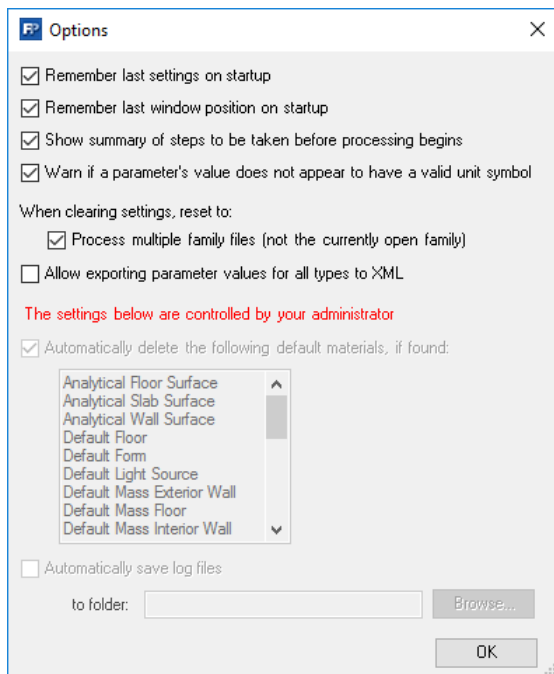 FP Options
Remember last settings on startup
Remember last window position on startup
Show summary of steps to be taken before processing begins
Warn if a parameter's value does not appear to have a valid unit symbol
When clearing settings, reset to:
Process multiple family files (not the currently open family)
Allow exporting parameter values for all types to XML
The settings below are controlled by your administrator
Automatically delete the following default materials, if found:
Analytical Floor Surface
Analytical Slab Surface
Analytical Wall Surface
Default Floor
Default Form
Default Light Source
Default Mass Exterior Wall
Default Mass Floor
Default Mass Interior Wall
Automatically save log files
to folder:
Browse...
OK